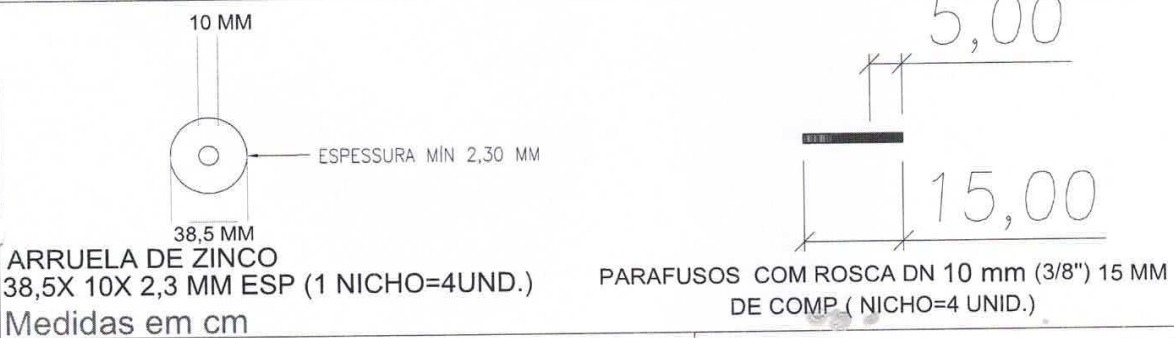 10 MM
ESPESSURA MÍN 2,30 MM
38,5 MM
ARRUELA DE ZINCO
38,5X 10X 2,3 MM ESP (1 NICHO=4UND.)
Medidas em cm
5,00
15,00
PARAFUSOS COM ROSCA DN 10 mm (3/8") 15 MM
DE COMP ( NICHO=4 UNID.)